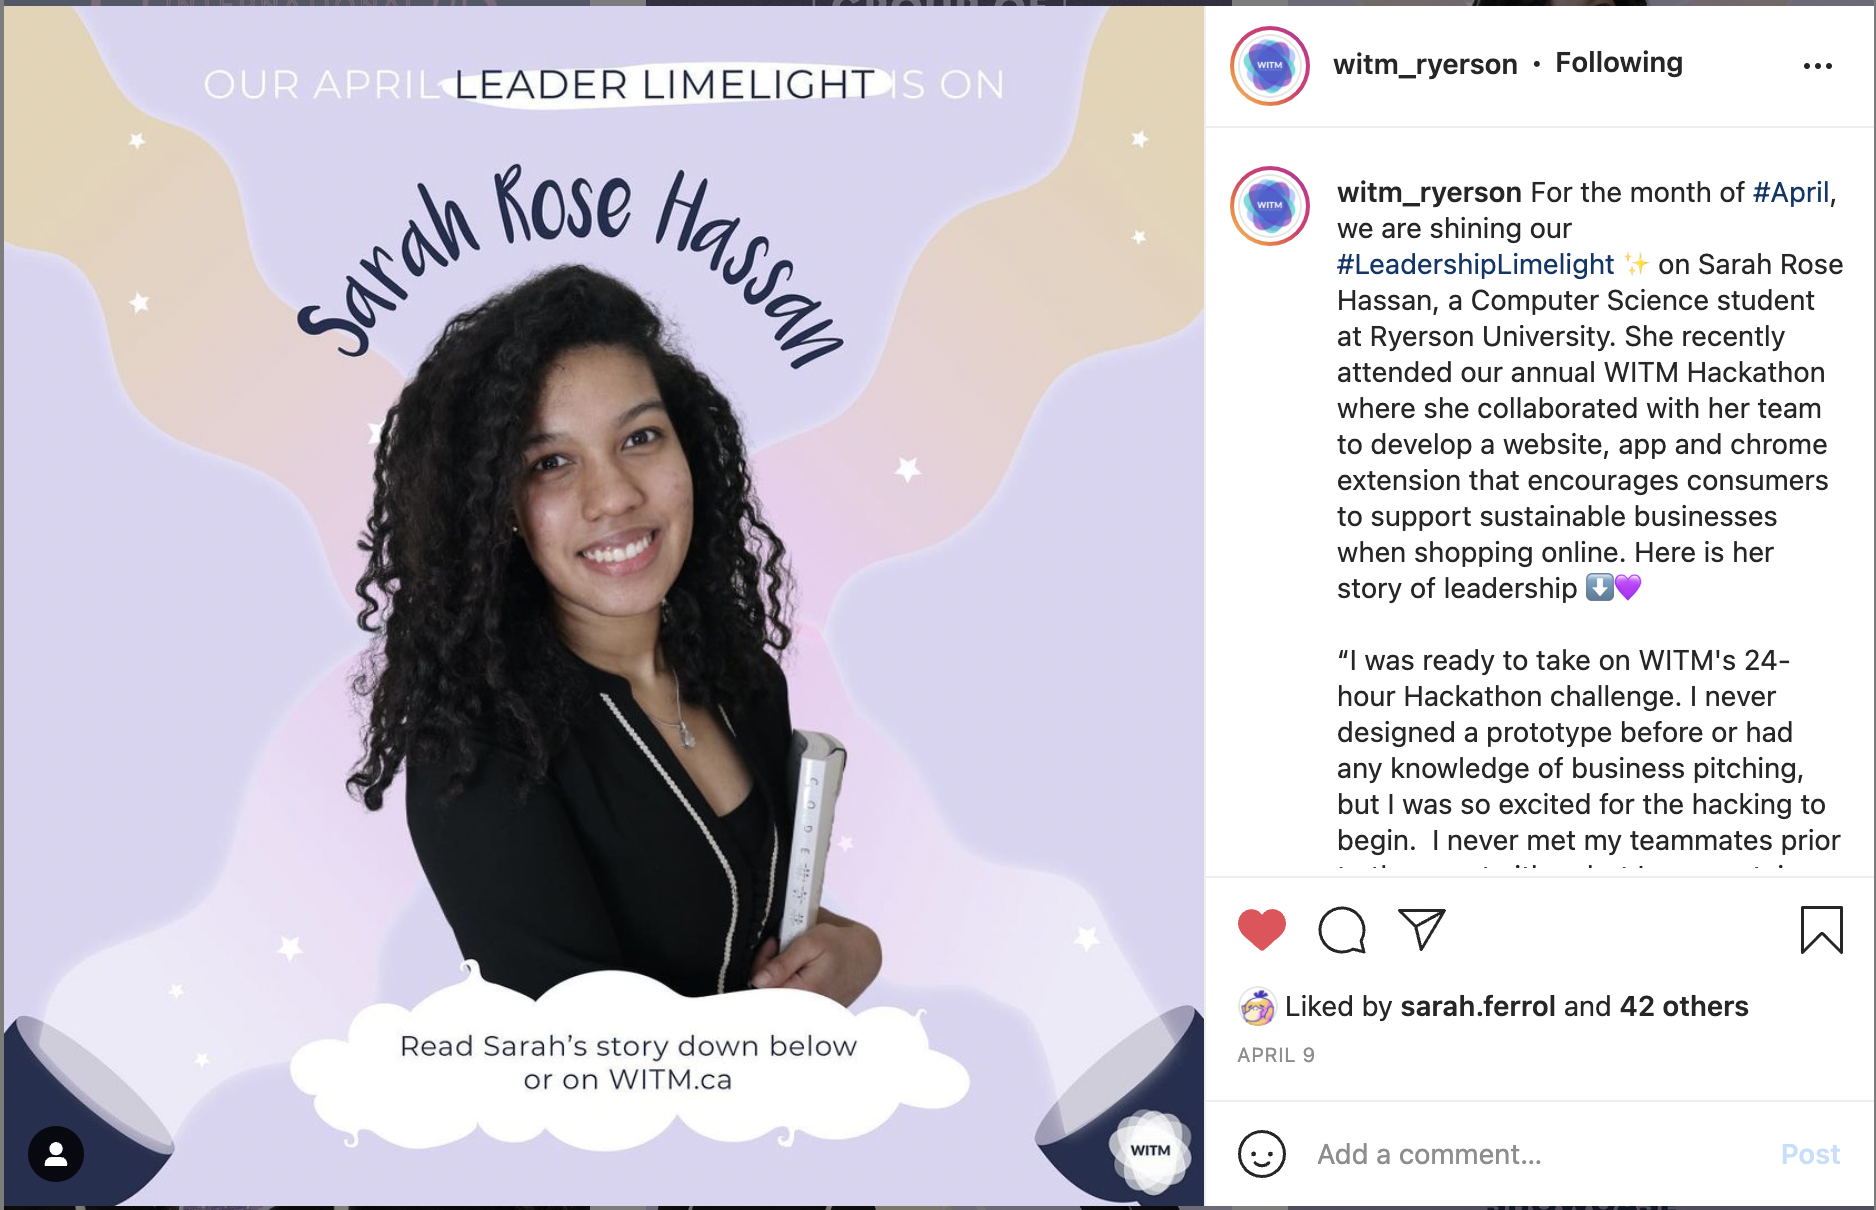 OUR APRIL LEADER LIMELIGHT IS ON
Sarah Rose Hassan
CODE
Read Sarah's story down below
or on WITM.ca
WITM
WITM
witm_ryerson • Following
WITM
witm_ryerson For the month of #April,
we are shining our
#LeadershipLimelight ✨ on Sarah Rose
Hassan, a Computer Science student
at Ryerson University. She recently
attended our annual WITM Hackathon
where she collaborated with her team
to develop a website, app and chrome
extension that encourages consumers
to support sustainable businesses
when shopping online. Here is her
story of leadership ⬇️💜
“I was ready to take on WITM's 24-
hour Hackathon challenge. I never
designed a prototype before or had
any knowledge of business pitching,
but I was so excited for the hacking to
begin.  I never met my teammates prior
Liked by sarah.ferrol and 42 others
APRIL 9
Add a comment...
Post